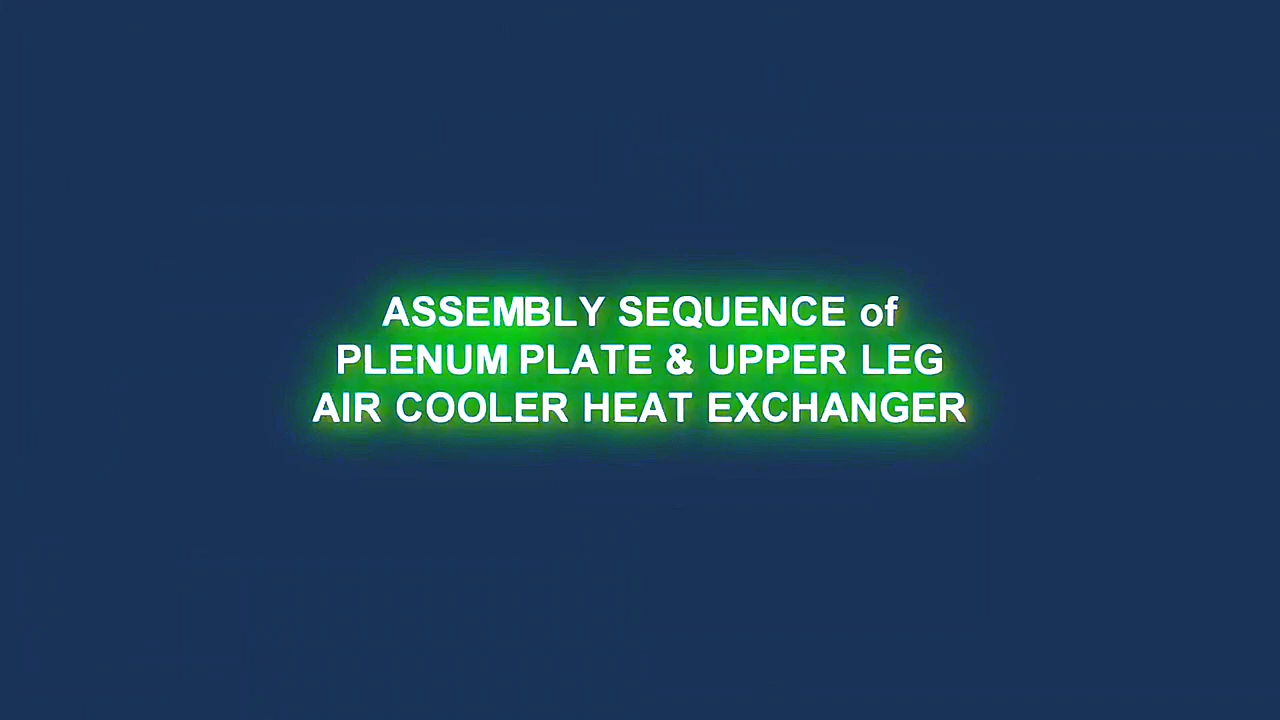 ASSEMBLY SEQUENCE of
PLENUM PLATE & UPPER LEG
AIR COOLER HEAT EXCHANGER